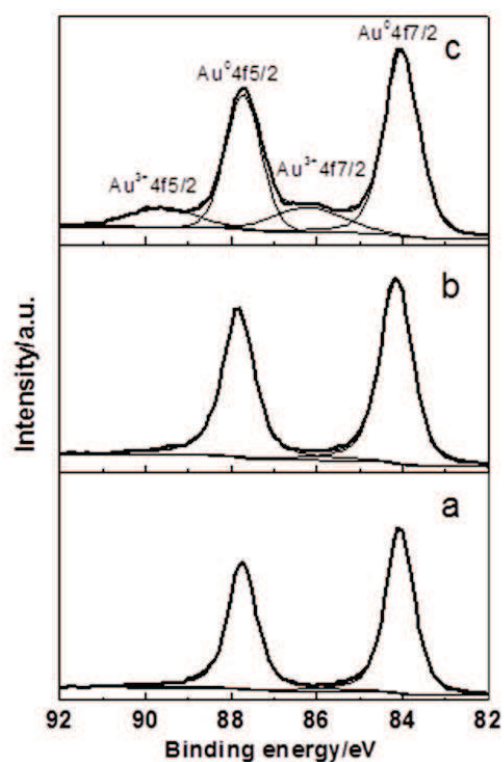 Au⁰4f7/2
c
Au⁰4f5/2
Au³⁺4f7/2
Au³⁺4f5/2
b
a
Intensity/a.u.
92 90 88 86 84 82
Binding energy/eV